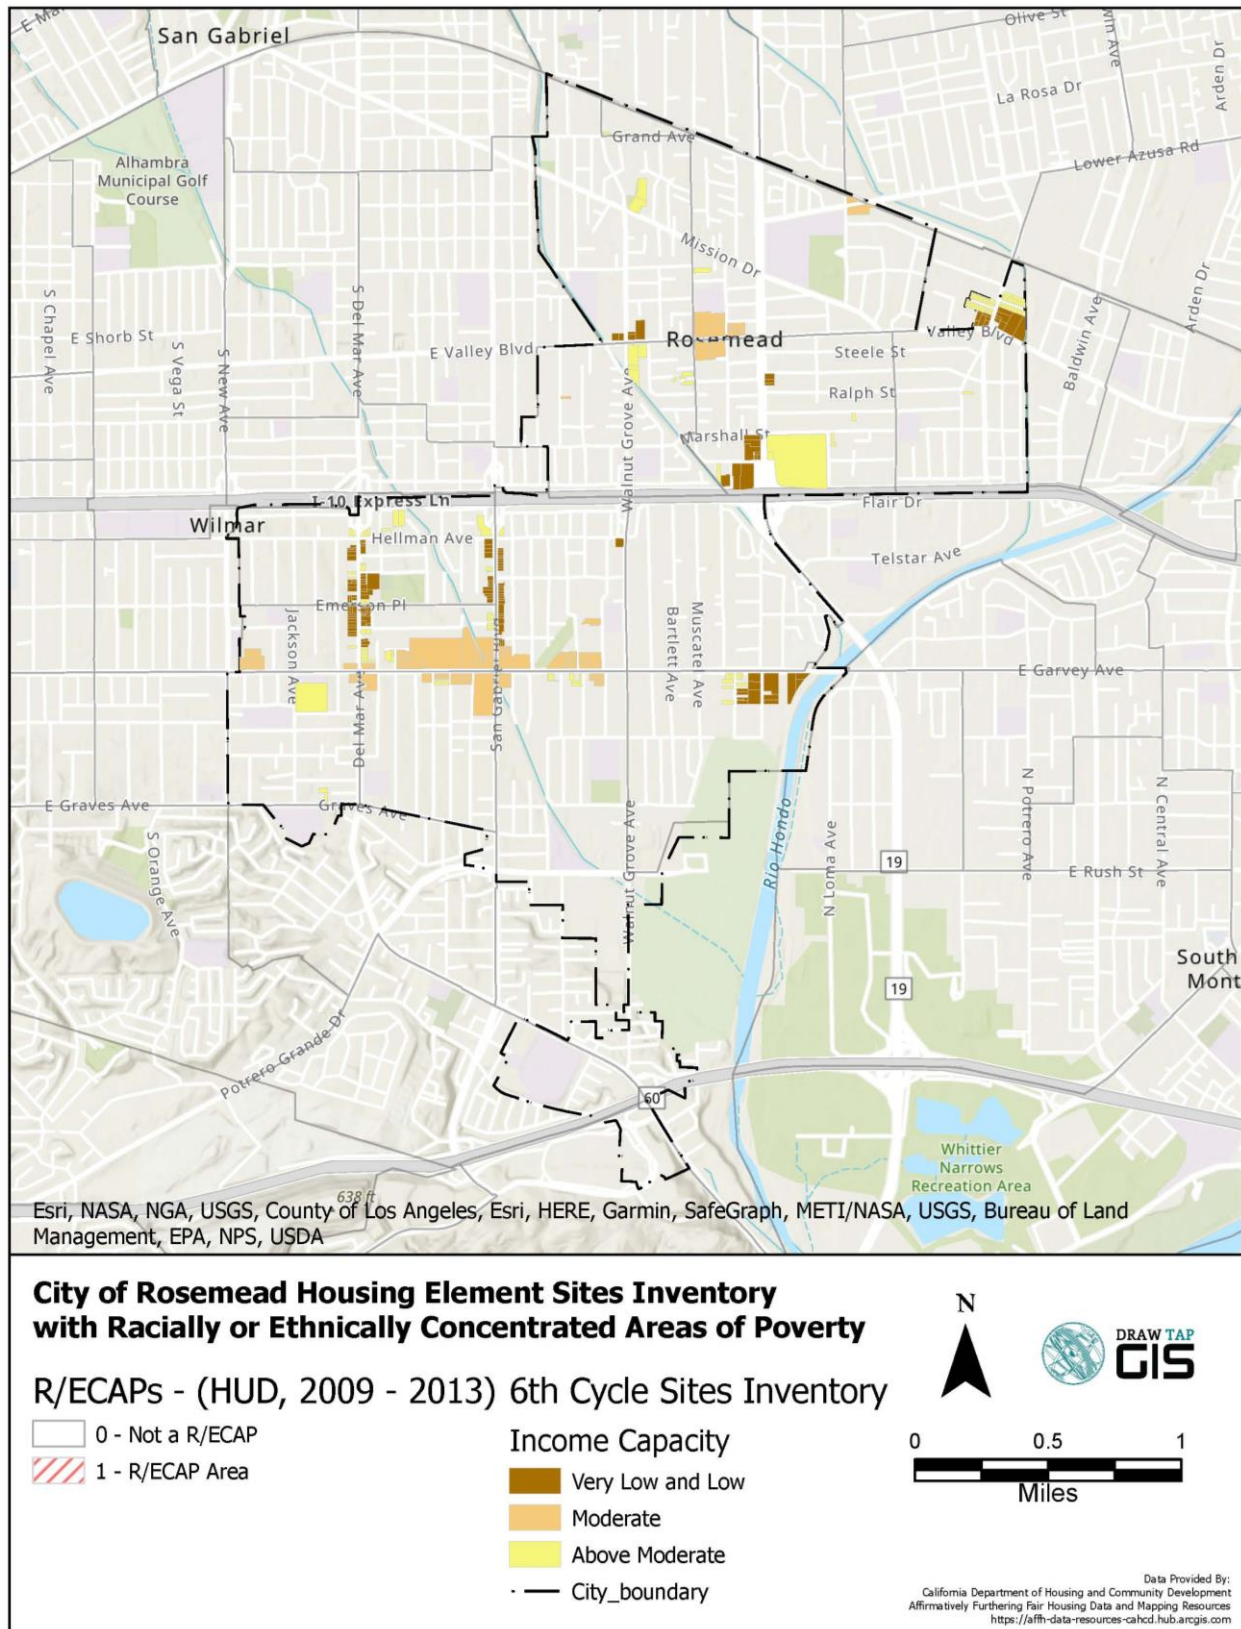 E Ma
San Gabriel
Olive St
win Ave
Arden Dr
La Rosa Dr
Grand Ave
Lower Azusa Rd
Alhambra
Municipal Golf
Course
Mission Dr
Arden Dr
S Chapel Ave
E Shorb St
S Vega St
S New Ave
S Del Mar Ave
E Valley Blvd
Rosemead
Valley Blvd
Steele St
Baldwin Ave
Ralph St
Walnut Grove Ave
Marshall St
I-10 Express Ln
Flair Dr
Wilmar
Hellman Ave
Telstar Ave
Emerson Pl
Jackson Ave
Del Mar Ave
San Gabriel Blvd
Bartlett Ave
Muscatel Ave
E Garvey Ave
E Graves Ave
Graves Ave
S Orange Ave
Walnut Grove Ave
Rio Hondo
N Loma Ave
19
N Potrero Ave
N Central Ave
E Rush St
South
Mont
19
Potrero Grande Dr
60
Whittier
Narrows
Recreation Area
638 ft
Esri, NASA, NGA, USGS, County of Los Angeles, Esri, HERE, Garmin, SafeGraph, METI/NASA, USGS, Bureau of Land
Management, EPA, NPS, USDA
City of Rosemead Housing Element Sites Inventory
with Racially or Ethnically Concentrated Areas of Poverty
R/ECAPs - (HUD, 2009 - 2013) 6th Cycle Sites Inventory
0 - Not a R/ECAP
1 - R/ECAP Area
Income Capacity
Very Low and Low
Moderate
Above Moderate
City_boundary
N
DRAW TAP
GIS
0 0.5 1
Miles
Data Provided By:
California Department of Housing and Community Development
Affirmatively Furthering Fair Housing Data and Mapping Resources
https://affh-data-resources-cahcd.hub.arcgis.com